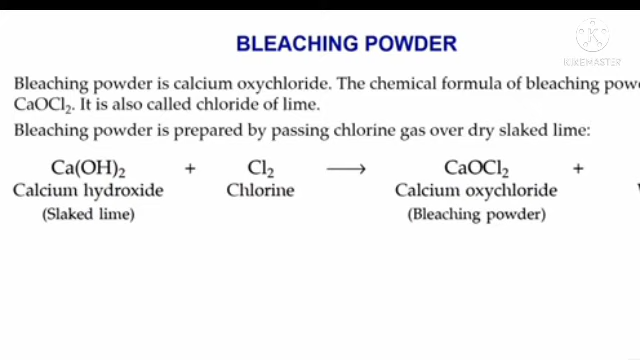 KINEMASTER
BLEACHING POWDER
Bleaching powder is calcium oxychloride. The chemical formula of bleaching
CaOCl₂. It is also called chloride of lime.
Bleaching powder is prepared by passing chlorine gas over dry slaked lime:
Ca(OH)₂ + Cl₂ ⟶ CaOCl₂ +
Calcium hydroxide Chlorine Calcium oxychloride
(Slaked lime) (Bleaching powder)